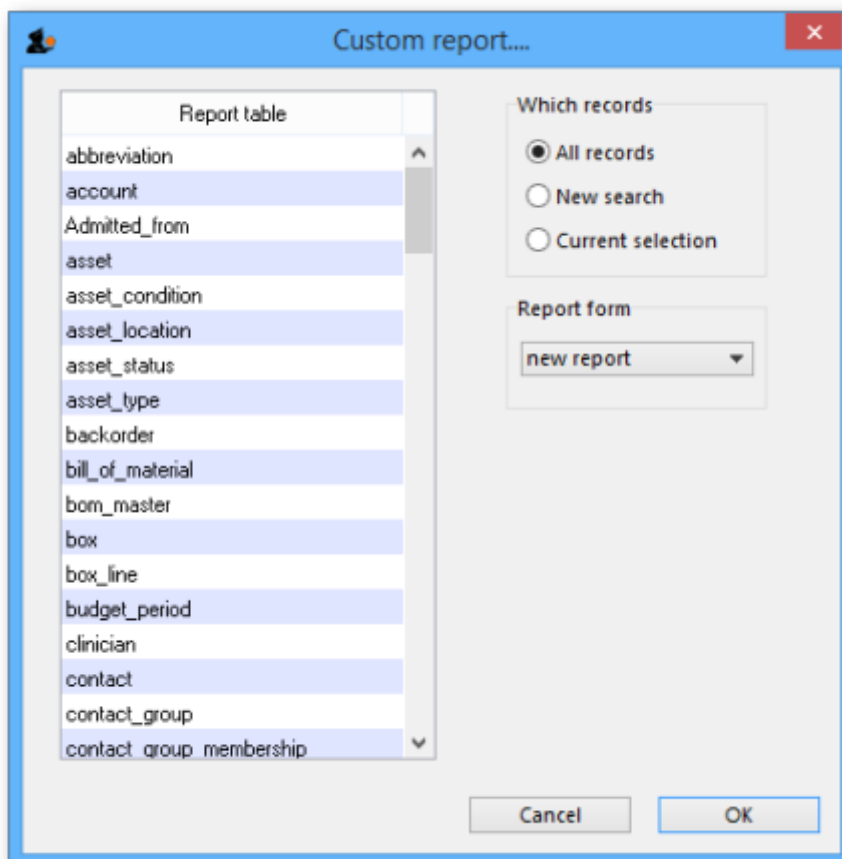 Custom report....
Report table
abbreviation
account
Admitted_from
asset
asset_condition
asset_location
asset_status
asset_type
backorder
bill_of_material
bom_master
box
box_line
budget_period
clinician
contact
contact_group
contact_group_membership
Which records
All records
New search
Current selection
Report form
new report
Cancel
OK